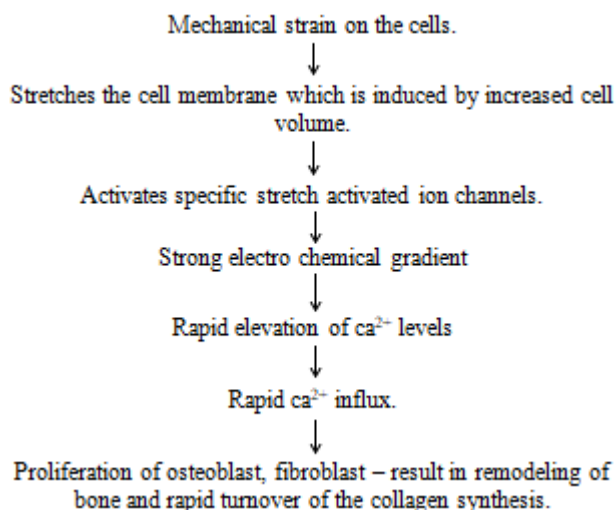 Mechanical strain on the cells.
Stretches the cell membrane which is induced by increased cell
volume.
Activates specific stretch activated ion channels.
Strong electro chemical gradient
Rapid elevation of ca²⁺ levels
Rapid ca²⁺ influx.
Proliferation of osteoblast, fibroblast – result in remodeling of
bone and rapid turnover of the collagen synthesis.